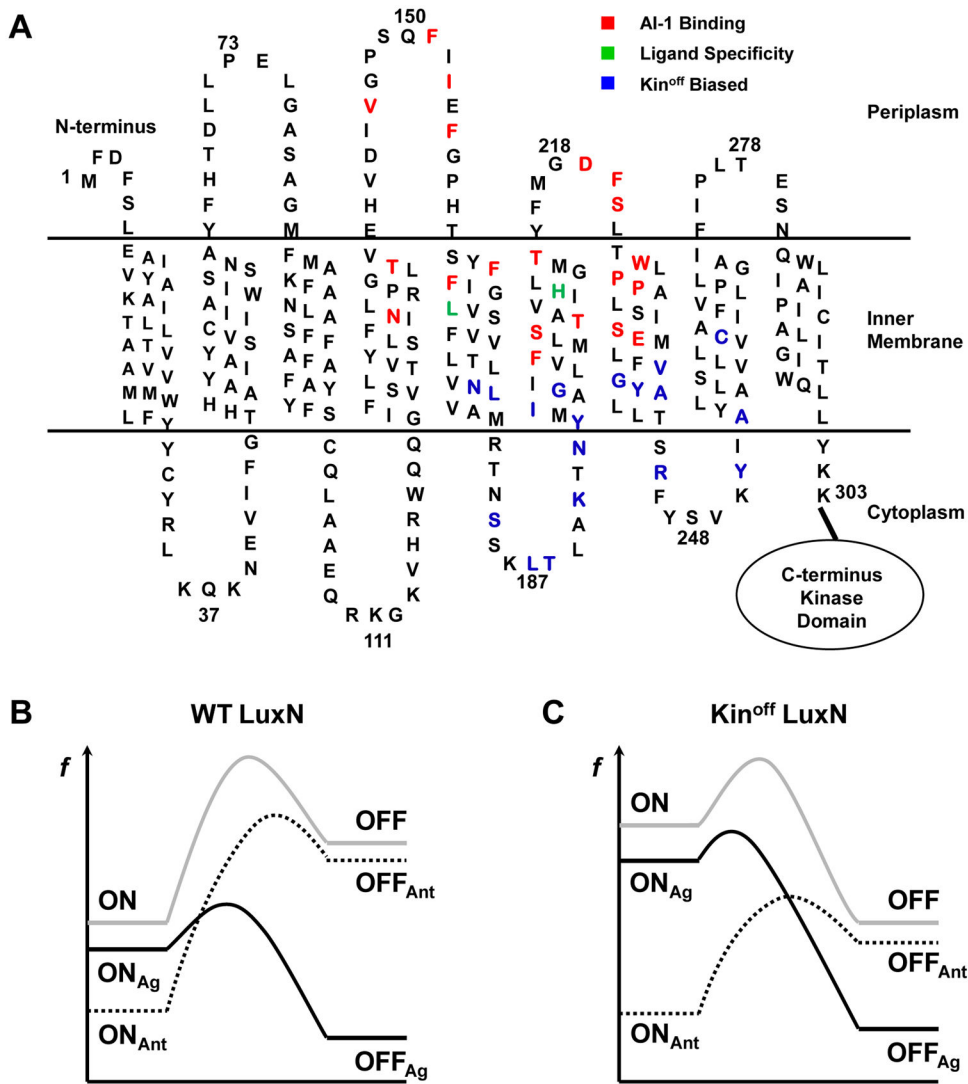 A
AI-1 Binding
Ligand Specificity
Kinoff Biased
Periplasm
Inner Membrane
Cytoplasm
N-terminus
1
M F D
F S L E V K T A A M L
A Y A L T V M F
I A I L V V W Y Y C Y R L
K Q K
37
S W I S I A T G F I V E N
N I I V A A H
L L D T H F Y A S A C Y Y H
73
P E
L G A S A G M F K N S A F A Y
M F L L F F A F
A A A F A Y S C Q L A A E Q
R K G
111
L R I S T V G Q Q W R H V K
T P N L V S I
P G V I D V H E V G L F Y L F
150
S Q F
I I E F G P H T S F L F L V V
Y I V V T N A
F G S V L L M R T N S S
K L T
187
G I T M L A Y N T K A L
M H A L V G M
M F Y T L V S F I I
218
G D
F S L T P L S L G L
W P S E F Y L
L A I M V A T S R F
Y S V
248
G L I V V A A I Y K
A P F C L L Y
P I F I L V A L S L
278
L T
E S N Q I P A G W
W A I L I Q
L I C I T L L Y K K
303
C-terminus
Kinase
Domain
B
WT LuxN
f
ON
ONAg
ONAnt
OFF
OFFAnt
OFFAg
C
Kinoff LuxN
f
ON
ONAg
ONAnt
OFF
OFFAnt
OFFAg